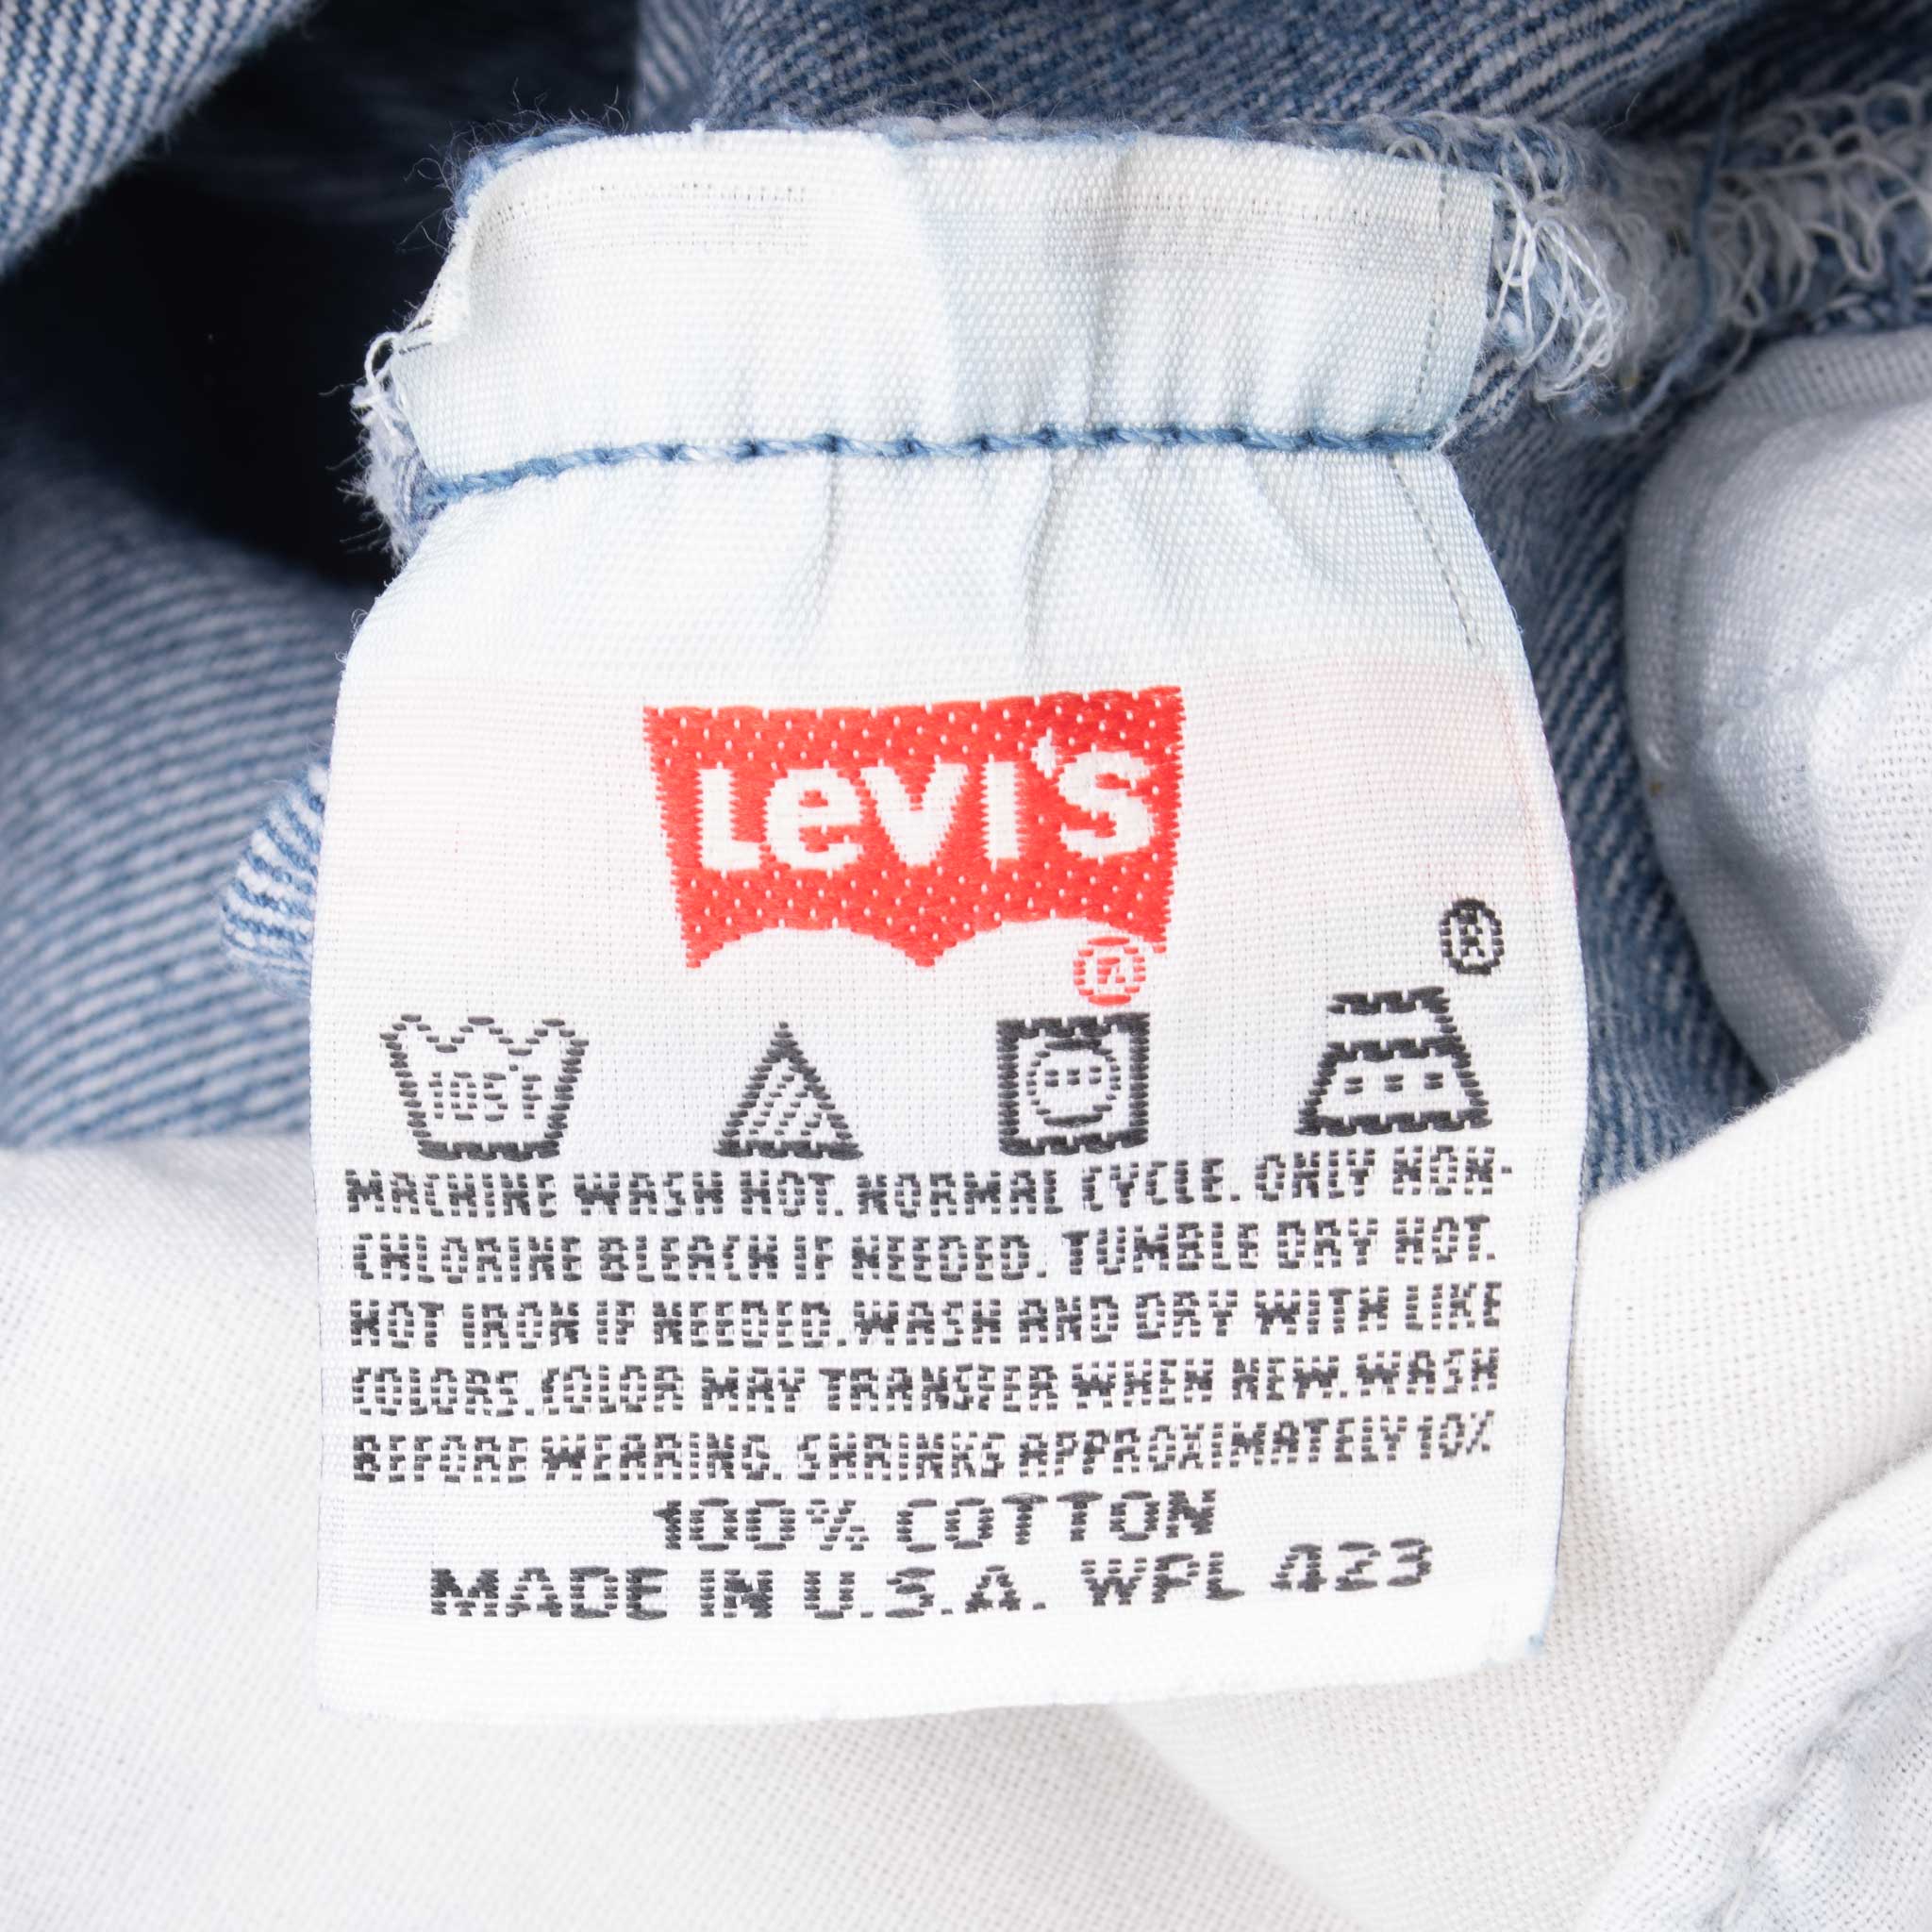 LEVI'S
®
®
105°F
MACHINE WASH HOT. NORMAL CYCLE. ONLY NON-
CHLORINE BLEACH IF NEEDED. TUMBLE DRY HOT.
HOT IRON IF NEEDED. WASH AND DRY WITH LIKE
COLORS. COLOR MAY TRANSFER WHEN NEW. WASH
BEFORE WEARING. SHRINKS APPROXIMATELY 10%
100% COTTON
MADE IN U.S.A. WPL 423